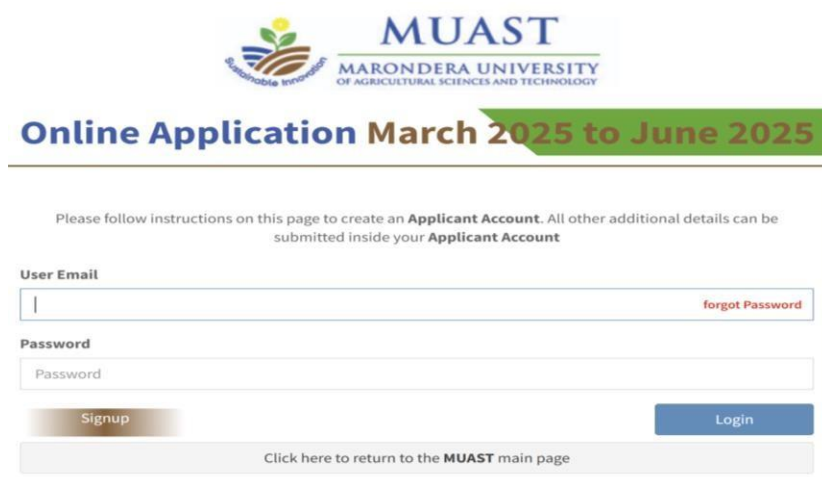 MUAST
Sustainable Innovation
MARONDERA UNIVERSITY
OF AGRICULTURAL SCIENCES AND TECHNOLOGY
Online Application March 2025 to June 2025
Please follow instructions on this page to create an Applicant Account. All other additional details can be
submitted inside your Applicant Account
User Email
forgot Password
Password
Password
Signup
Login
Click here to return to the MUAST main page